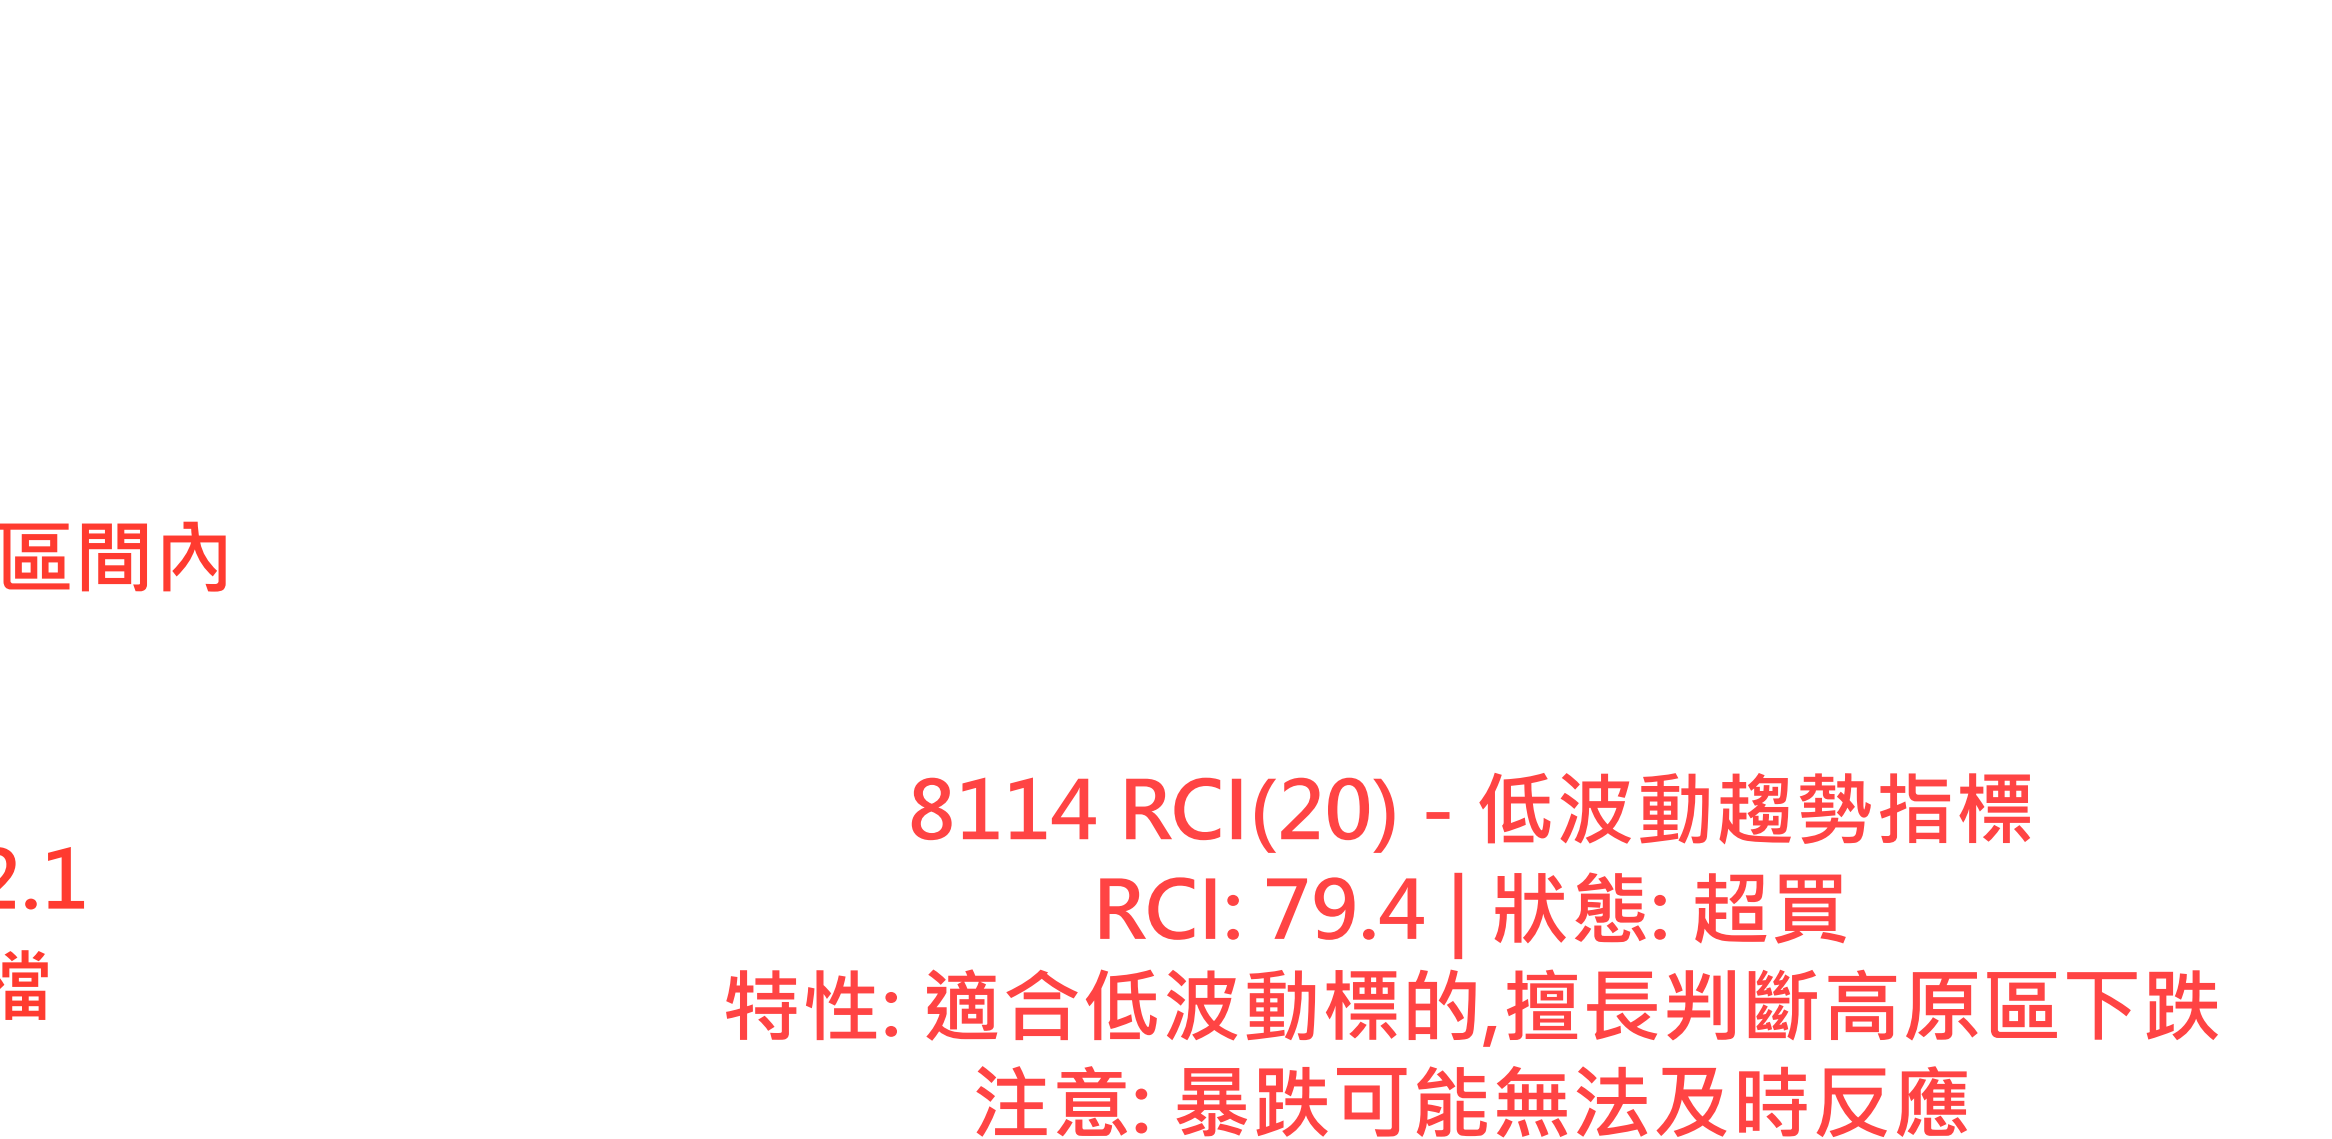 區間內
2.1
當
8114 RCI(20) - 低波動趨勢指標
RCI: 79.4 | 狀態: 超買
特性: 適合低波動標的,擅長判斷高原區下跌
注意: 暴跌可能無法及時反應